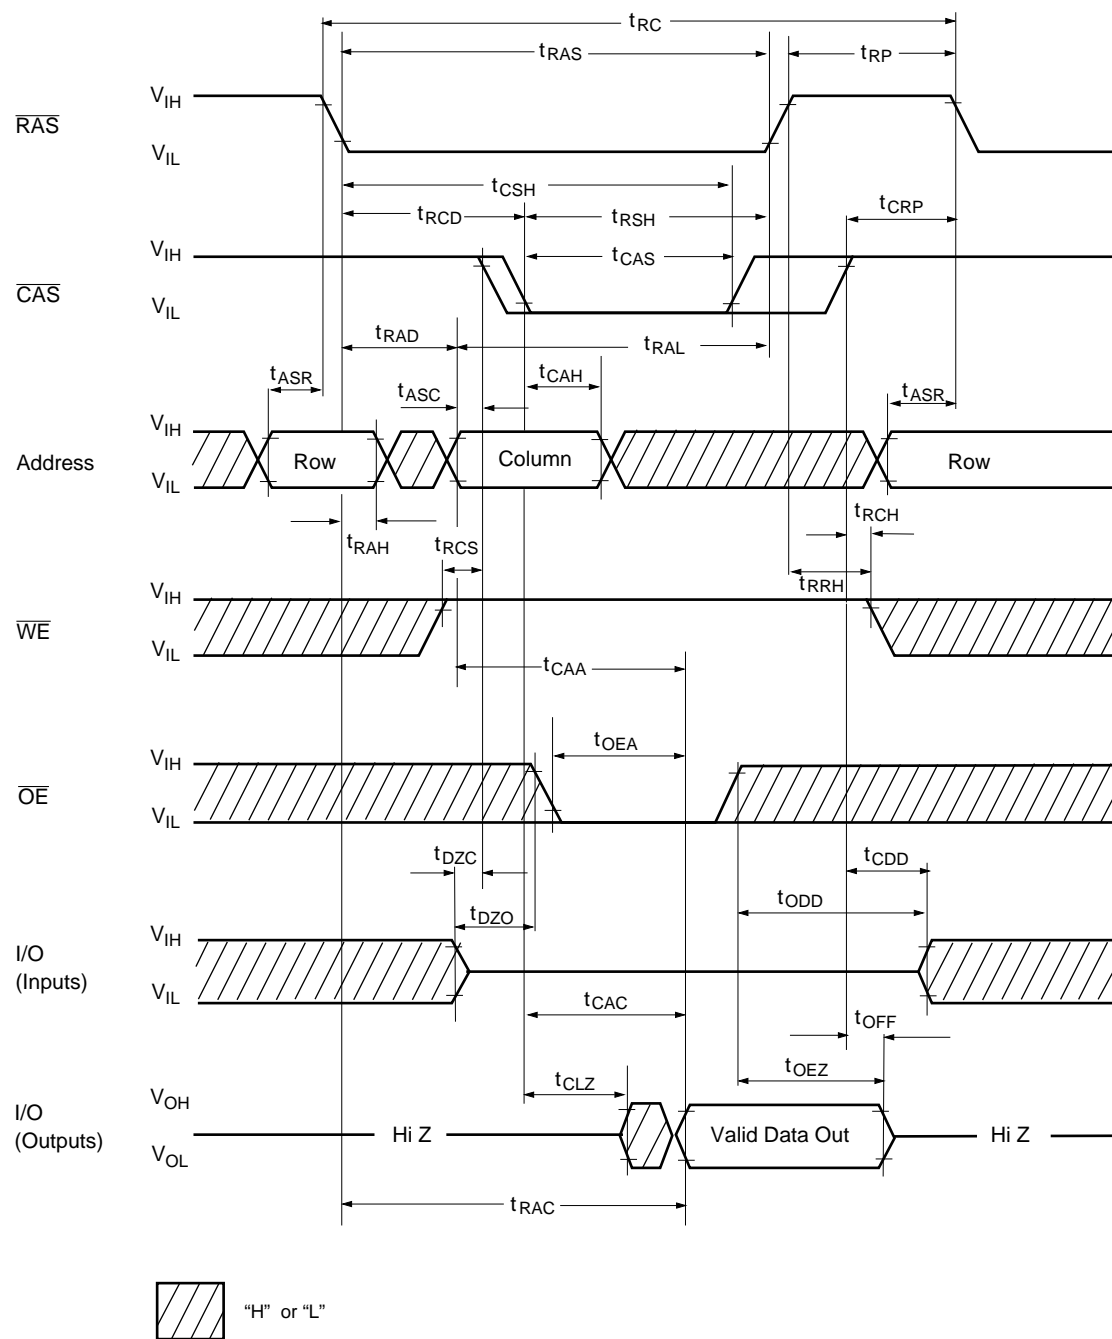 tRC
tRAS
tRP
VIH
RAS
VIL
tCSH
tCRP
tRCD
tRSH
VIH
tCAS
CAS
VIL
tRAD
tRAL
tASR
tCAH
tASC
tASR
VIH
Address
Row
Column
Row
VIL
tRCH
tRAH
tRCS
tRRH
VIH
WE
VIL
tCAA
tOEA
VIH
OE
VIL
tDZC
tCDD
tDZO
tODD
VIH
I/O
(Inputs)
VIL
tCAC
tOFF
tOEZ
tCLZ
VOH
I/O
(Outputs)
Hi Z
Valid Data Out
Hi Z
VOL
tRAC
“H” or “L”